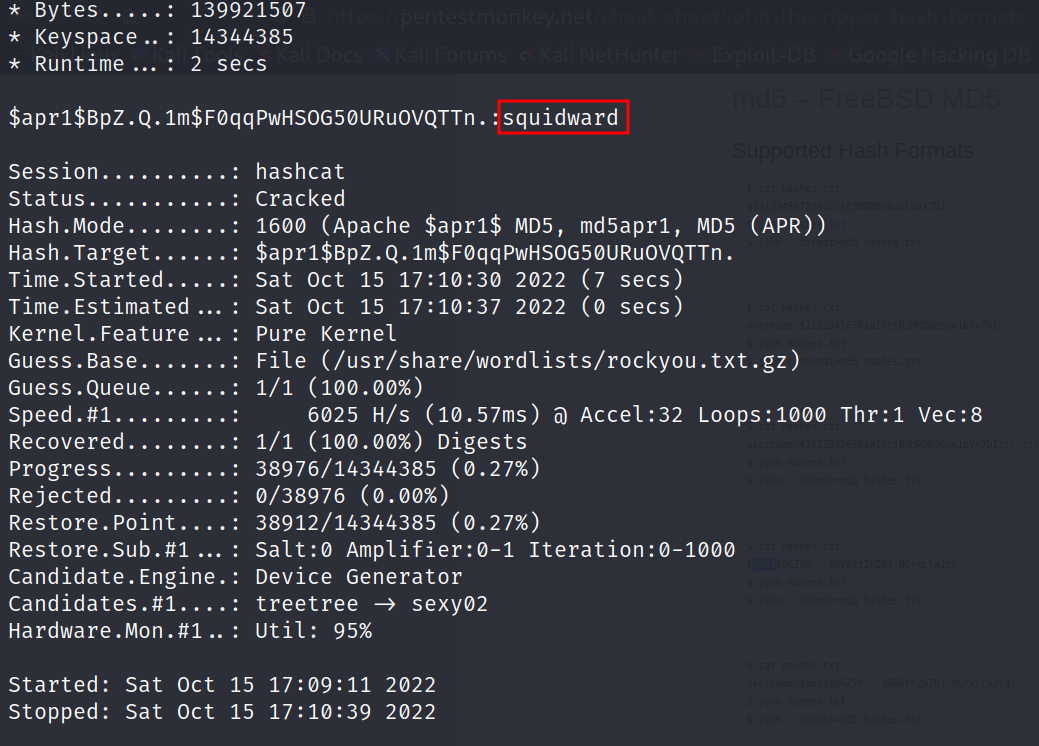 * Bytes.....: 139921507
https://pentestmonkey.net/cheat-sheet/john-the-ripper-hash-formats
* Keyspace..: 14344385
* Runtime...: 2 secs
Kali Docs Kali Forums Kali NetHunter Exploit-DB Google Hacking DB
md5 – FreeBSD MD5
$apr1$BpZ.Q.1m$F0qqPwHSOG50URuOVQTTn.:squidward
Supported Hash Formats
Session..........: hashcat
$ cat hashes.txt
Status...........: Cracked
Hash.Mode........: 1600 (Apache $apr1$ MD5, md5apr1, MD5 (APR))
$ john --format=md5 hashes.txt
Hash.Target......: $apr1$BpZ.Q.1m$F0qqPwHSOG50URuOVQTTn.
Time.Started.....: Sat Oct 15 17:10:30 2022 (7 secs)
Time.Estimated...: Sat Oct 15 17:10:37 2022 (0 secs)
$ cat hashes.txt
Kernel.Feature...: Pure Kernel
$ john hashes.txt
Guess.Base.......: File (/usr/share/wordlists/rockyou.txt.gz)
Guess.Queue......: 1/1 (100.00%)
Speed.#1.........:     6025 H/s (10.57ms) @ Accel:32 Loops:1000 Thr:1 Vec:8
$ cat hashes.txt
Recovered........: 1/1 (100.00%) Digests
Progress.........: 38976/14344385 (0.27%)
$ john hashes.txt
$ john --format=md5 hashes.txt
Rejected.........: 0/38976 (0.00%)
Restore.Point....: 38912/14344385 (0.27%)
Restore.Sub.#1...: Salt:0 Amplifier:0-1 Iteration:0-1000
$ cat hashes.txt
Candidate.Engine.: Device Generator
$ john hashes.txt
Candidates.#1....: treetree -> sexy02
$ john --format=md5 hashes.txt
Hardware.Mon.#1..: Util: 95%
$ cat hashes.txt
Started: Sat Oct 15 17:09:11 2022
$ john hashes.txt
Stopped: Sat Oct 15 17:10:39 2022
$ john --format=md5 hashes.txt